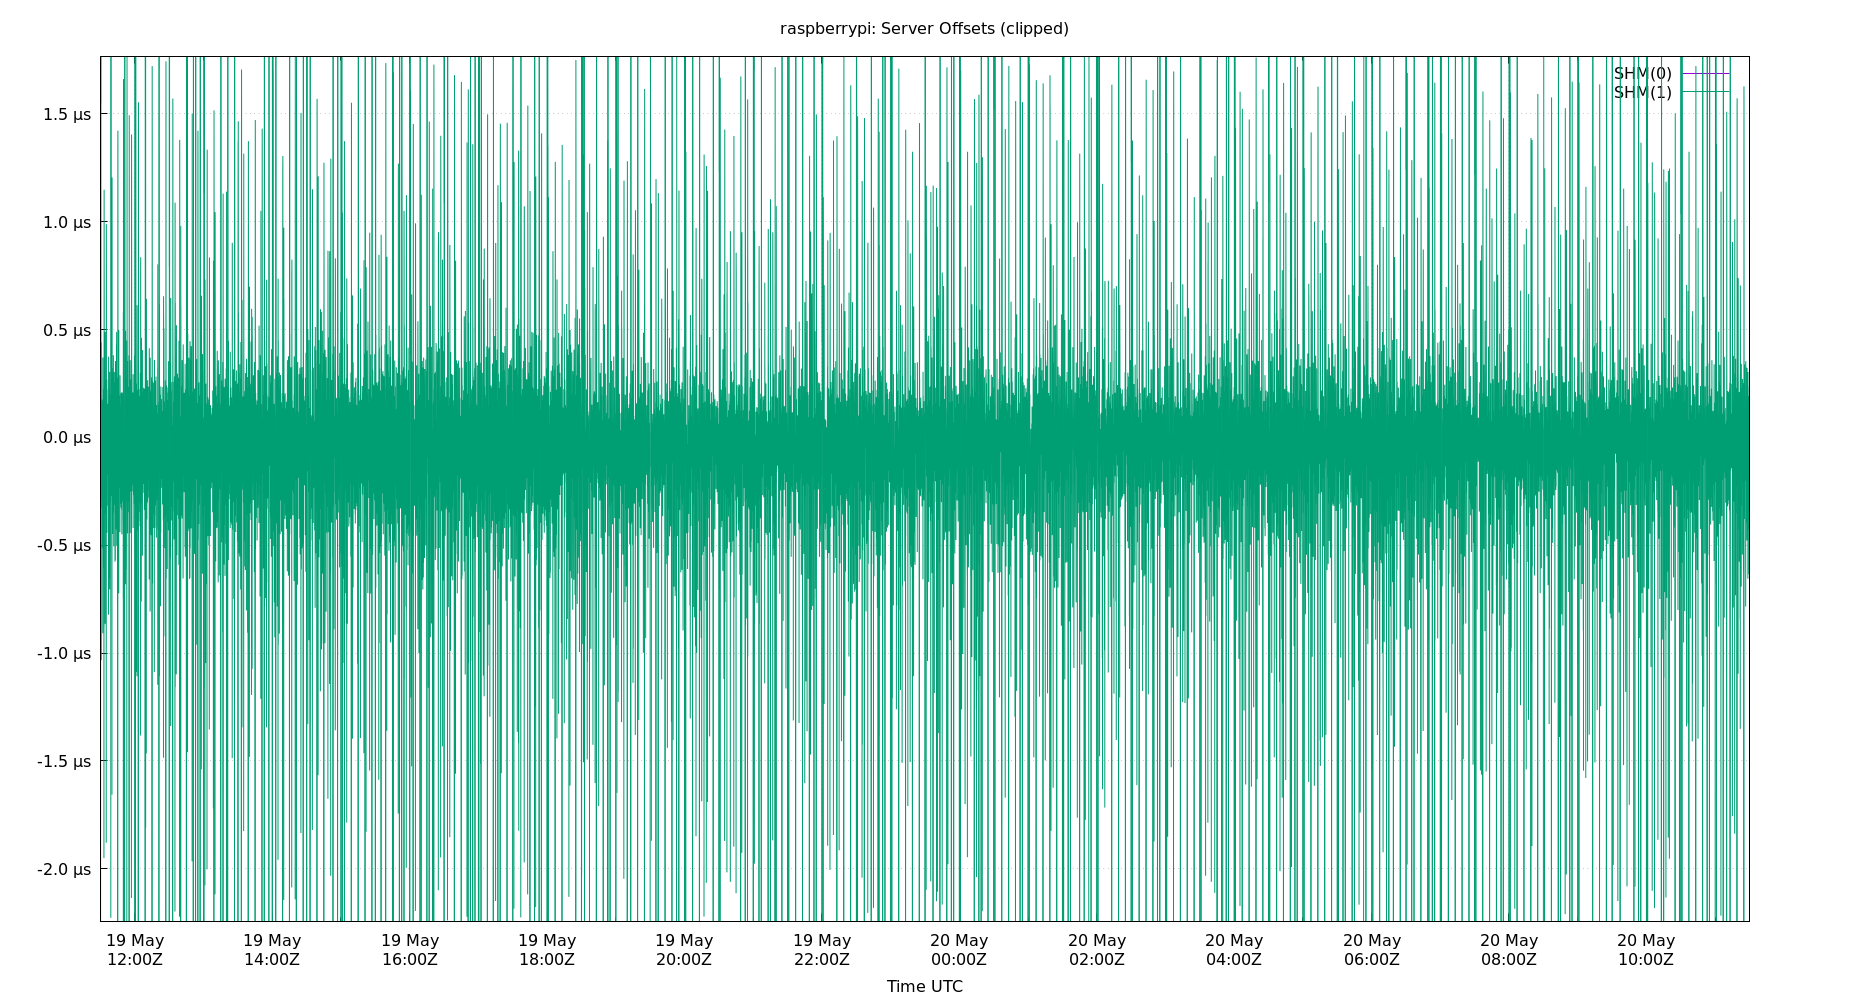 raspberrypi: Server Offsets (clipped)
SHM(0)
SHM(1)
1.5 µs
1.0 µs
0.5 µs
0.0 µs
-0.5 µs
-1.0 µs
-1.5 µs
-2.0 µs
19 May 19 May 19 May 19 May 19 May 19 May 20 May 20 May 20 May 20 May 20 May 20 May
12:00Z 14:00Z 16:00Z 18:00Z 20:00Z 22:00Z 00:00Z 02:00Z 04:00Z 06:00Z 08:00Z 10:00Z
Time UTC